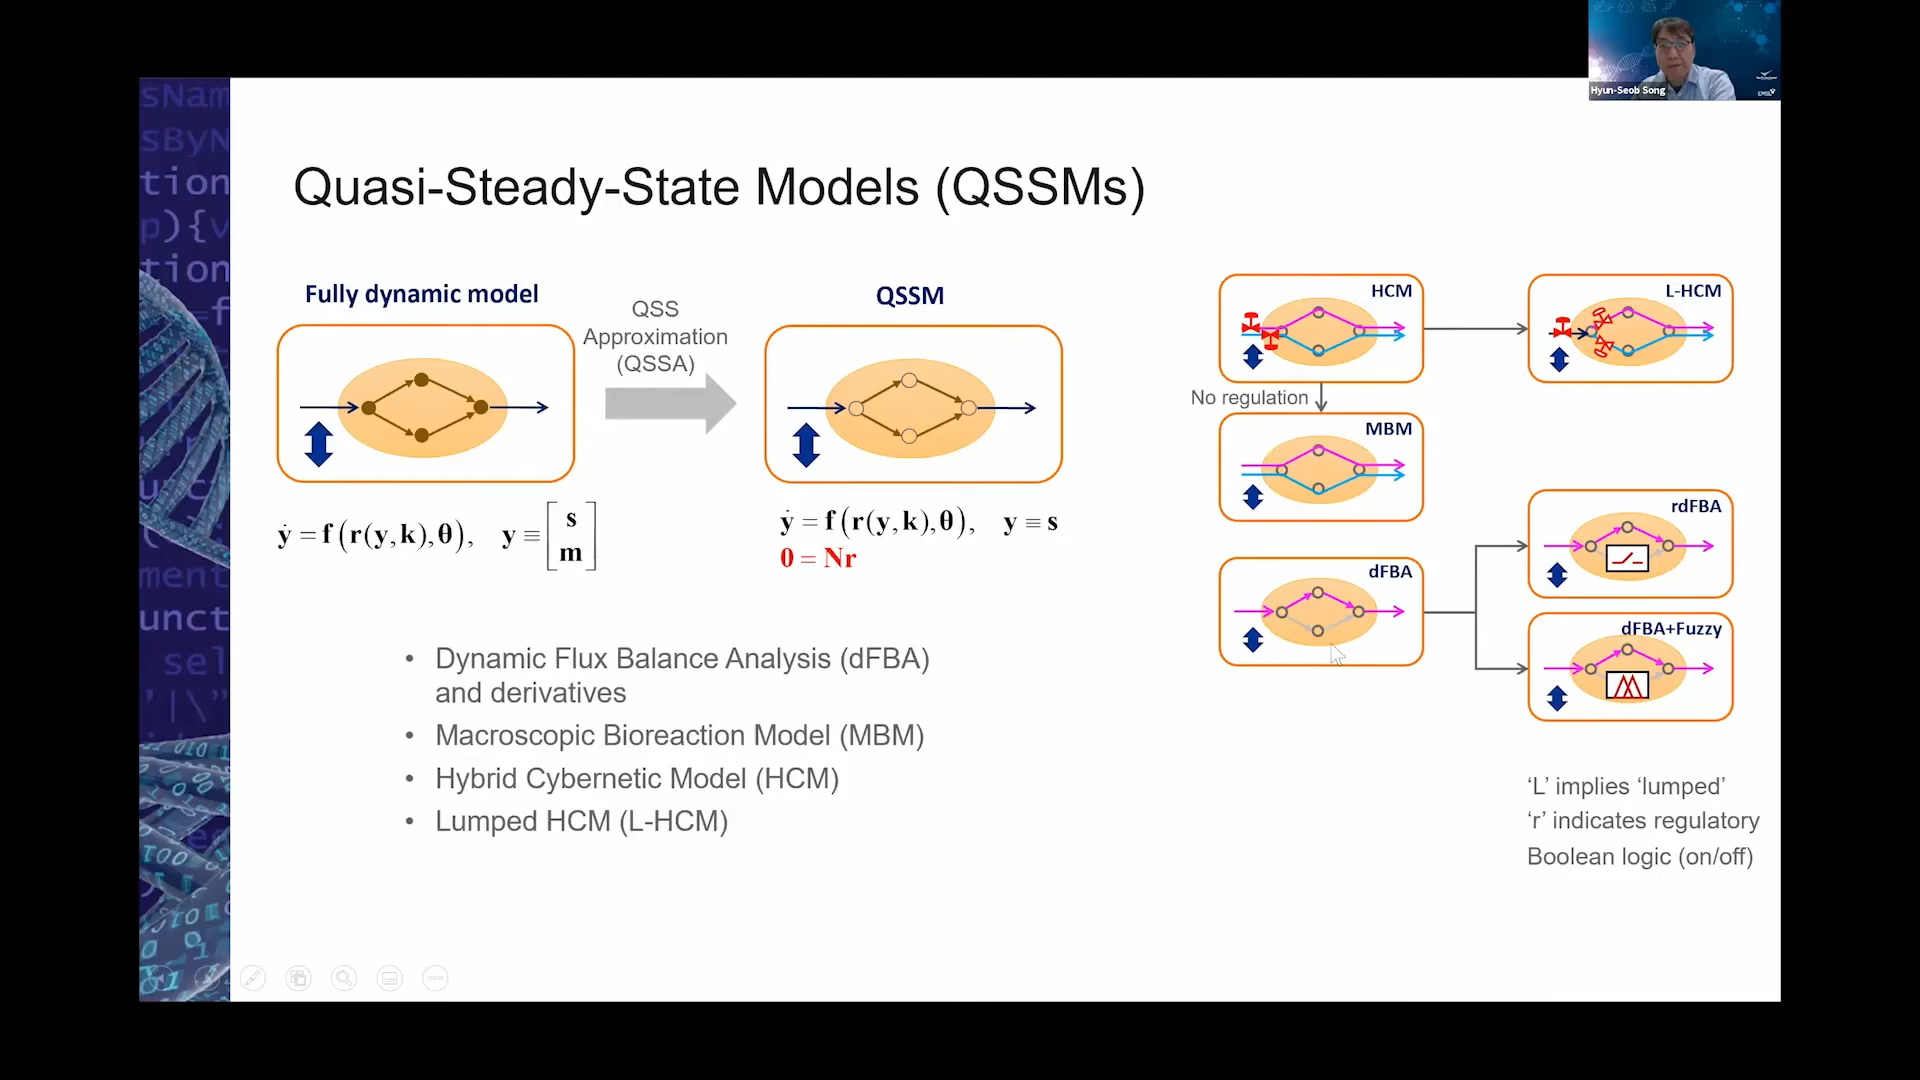 Hyun-Seob Song
Quasi-Steady-State Models (QSSMs)
Fully dynamic model
QSS
Approximation
(QSSA)
QSSM
ẏ = f(r(y,k),θ), y ≡ [s m]
ẏ = f(r(y,k),θ), y ≡ s
0 = Nr
• Dynamic Flux Balance Analysis (dFBA)
and derivatives
• Macroscopic Bioreaction Model (MBM)
• Hybrid Cybernetic Model (HCM)
• Lumped HCM (L-HCM)
HCM
L-HCM
No regulation
MBM
rdFBA
dFBA
dFBA+Fuzzy
‘L’ implies ‘lumped’
‘r’ indicates regulatory
Boolean logic (on/off)